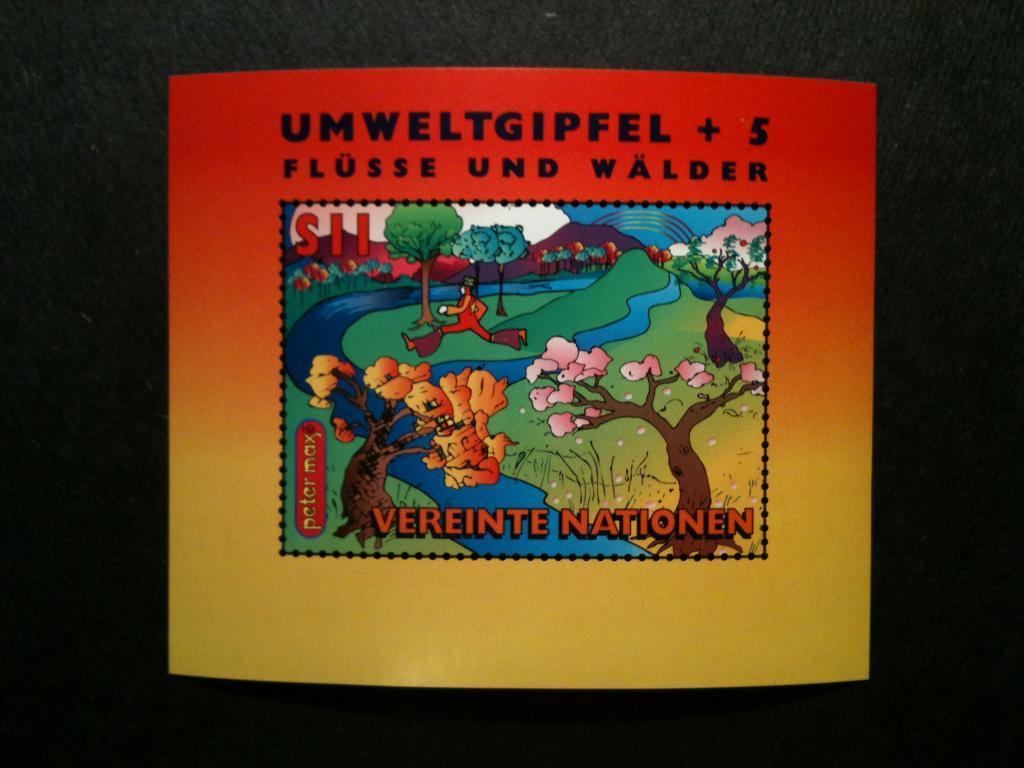 UMWELTGIPFEL + 5
FLÜSSE UND WÄLDER
S11
peter max
VEREINTE NATIONEN